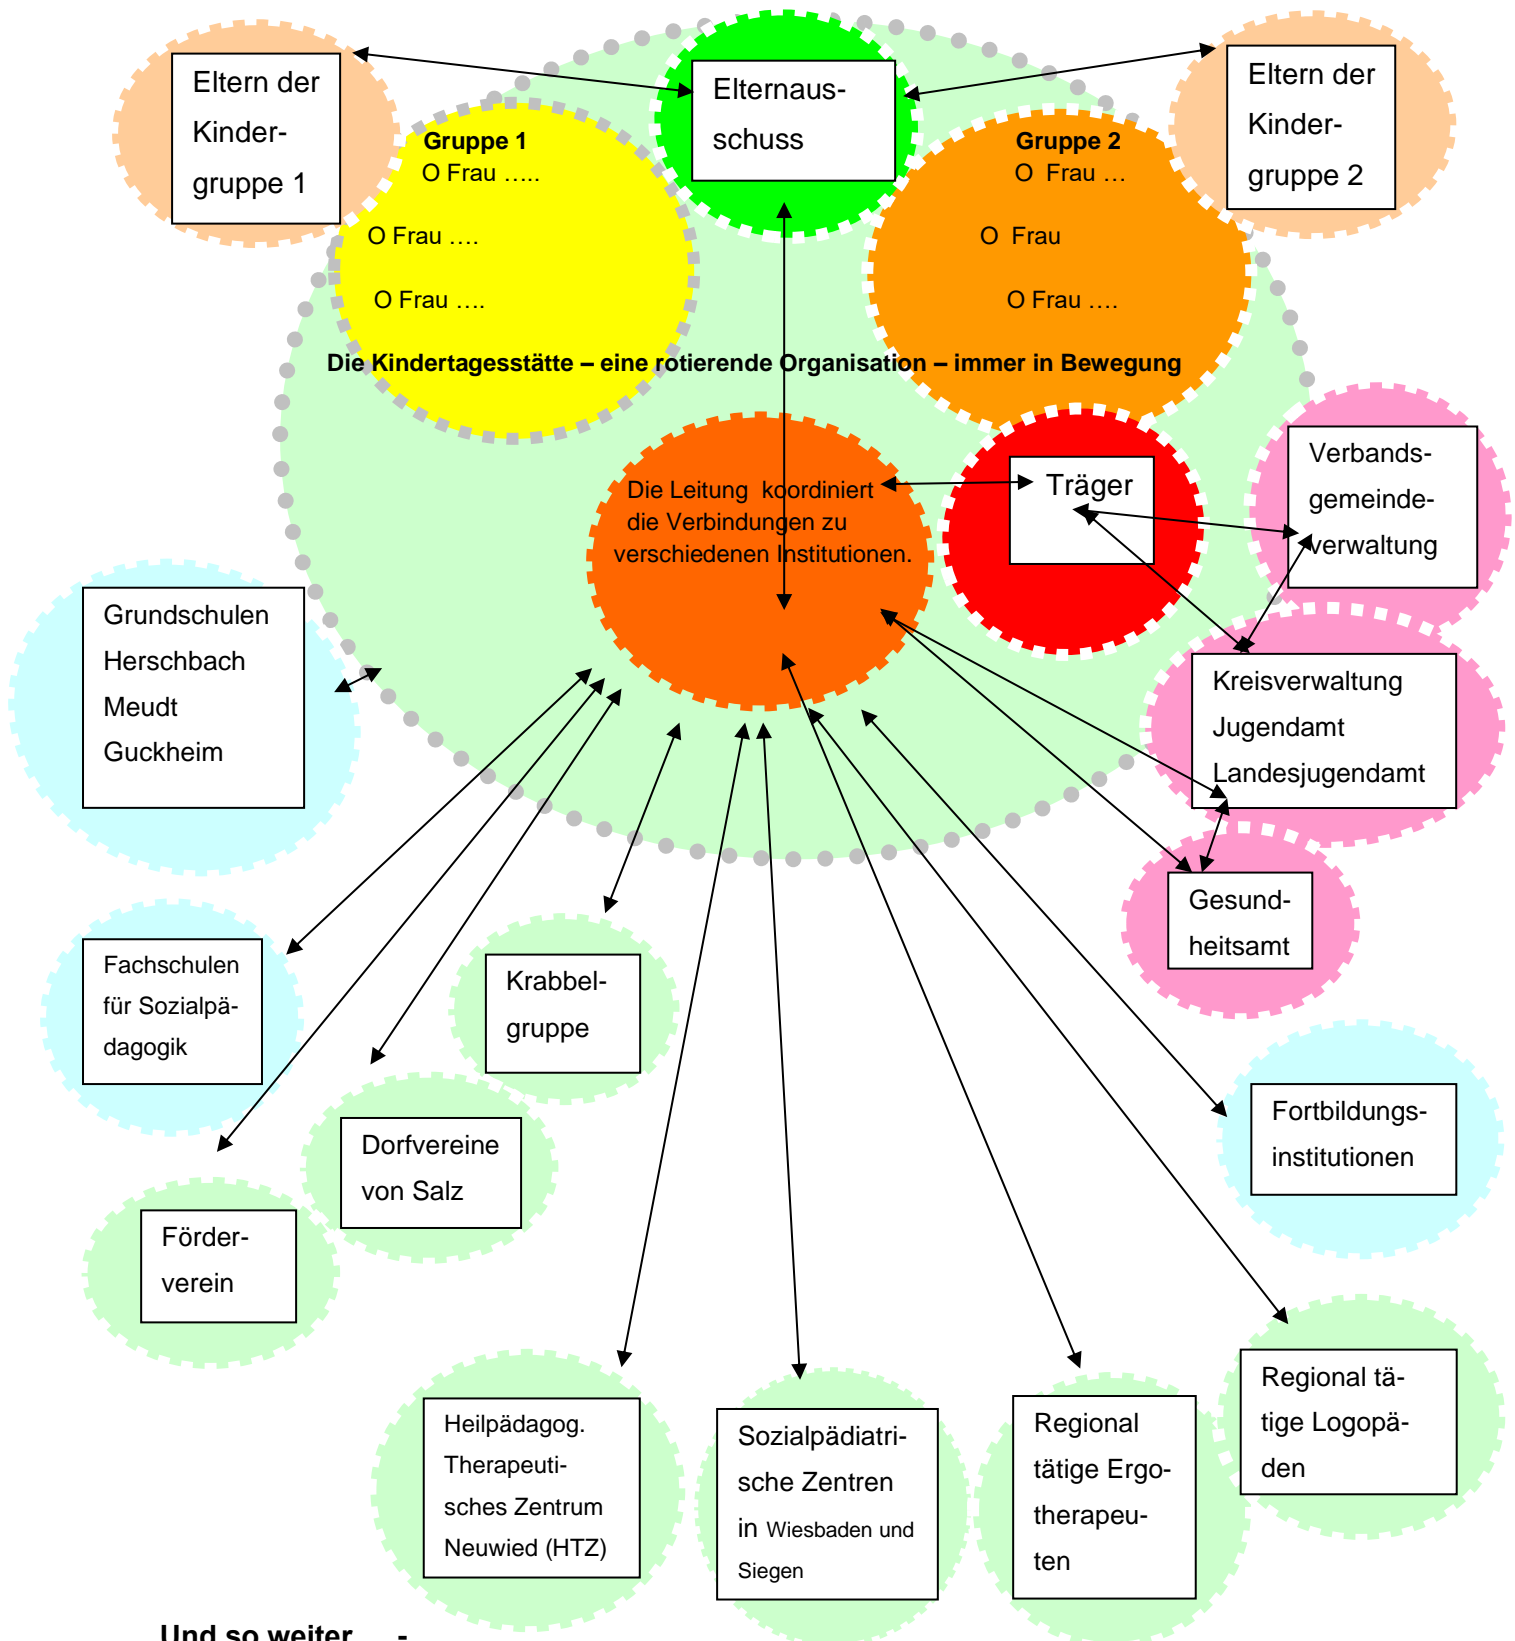 Eltern der
Kinder-
gruppe 1
Elternaus-
schuss
Eltern der
Kinder-
gruppe 2
Gruppe 1
O Frau …..
O Frau ….
O Frau ….
Gruppe 2
O Frau …
O Frau
O Frau ….
Die Kindertagesstätte – eine rotierende Organisation – immer in Bewegung
Die Leitung koordiniert
die Verbindungen zu
verschiedenen Institutionen.
Träger
Verbands-
gemeinde-
verwaltung
Grundschulen
Herschbach
Meudt
Guckheim
Kreisverwaltung
Jugendamt
Landesjugendamt
Gesund-
heitsamt
Fachschulen
für Sozialpä-
dagogik
Krabbel-
gruppe
Dorfvereine
von Salz
Förder-
verein
Fortbildungs-
institutionen
Heilpädagog.
Therapeuti-
sches Zentrum
Neuwied (HTZ)
Sozialpädiatri-
sche Zentren
in Wiesbaden und
Siegen
Regional
tätige Ergo-
therapeu-
ten
Regional tä-
tige Logopä-
den
Und so weiter -